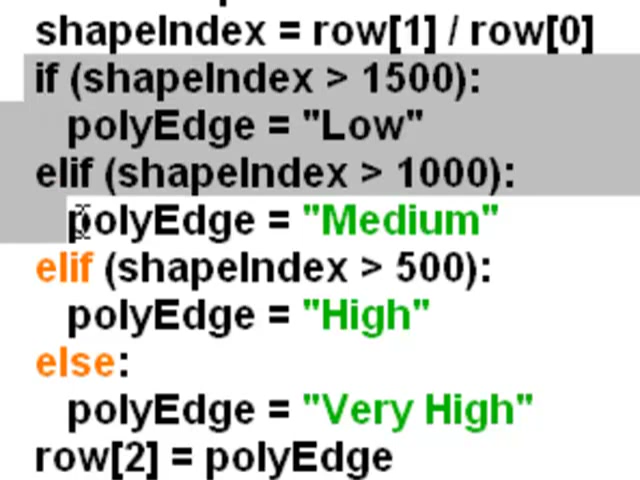 shapeIndex = row[1] / row[0]
if (shapeIndex > 1500):
polyEdge = "Low"
elif (shapeIndex > 1000):
polyEdge = "Medium"
elif (shapeIndex > 500):
polyEdge = "High"
else:
polyEdge = "Very High"
row[2] = polyEdge